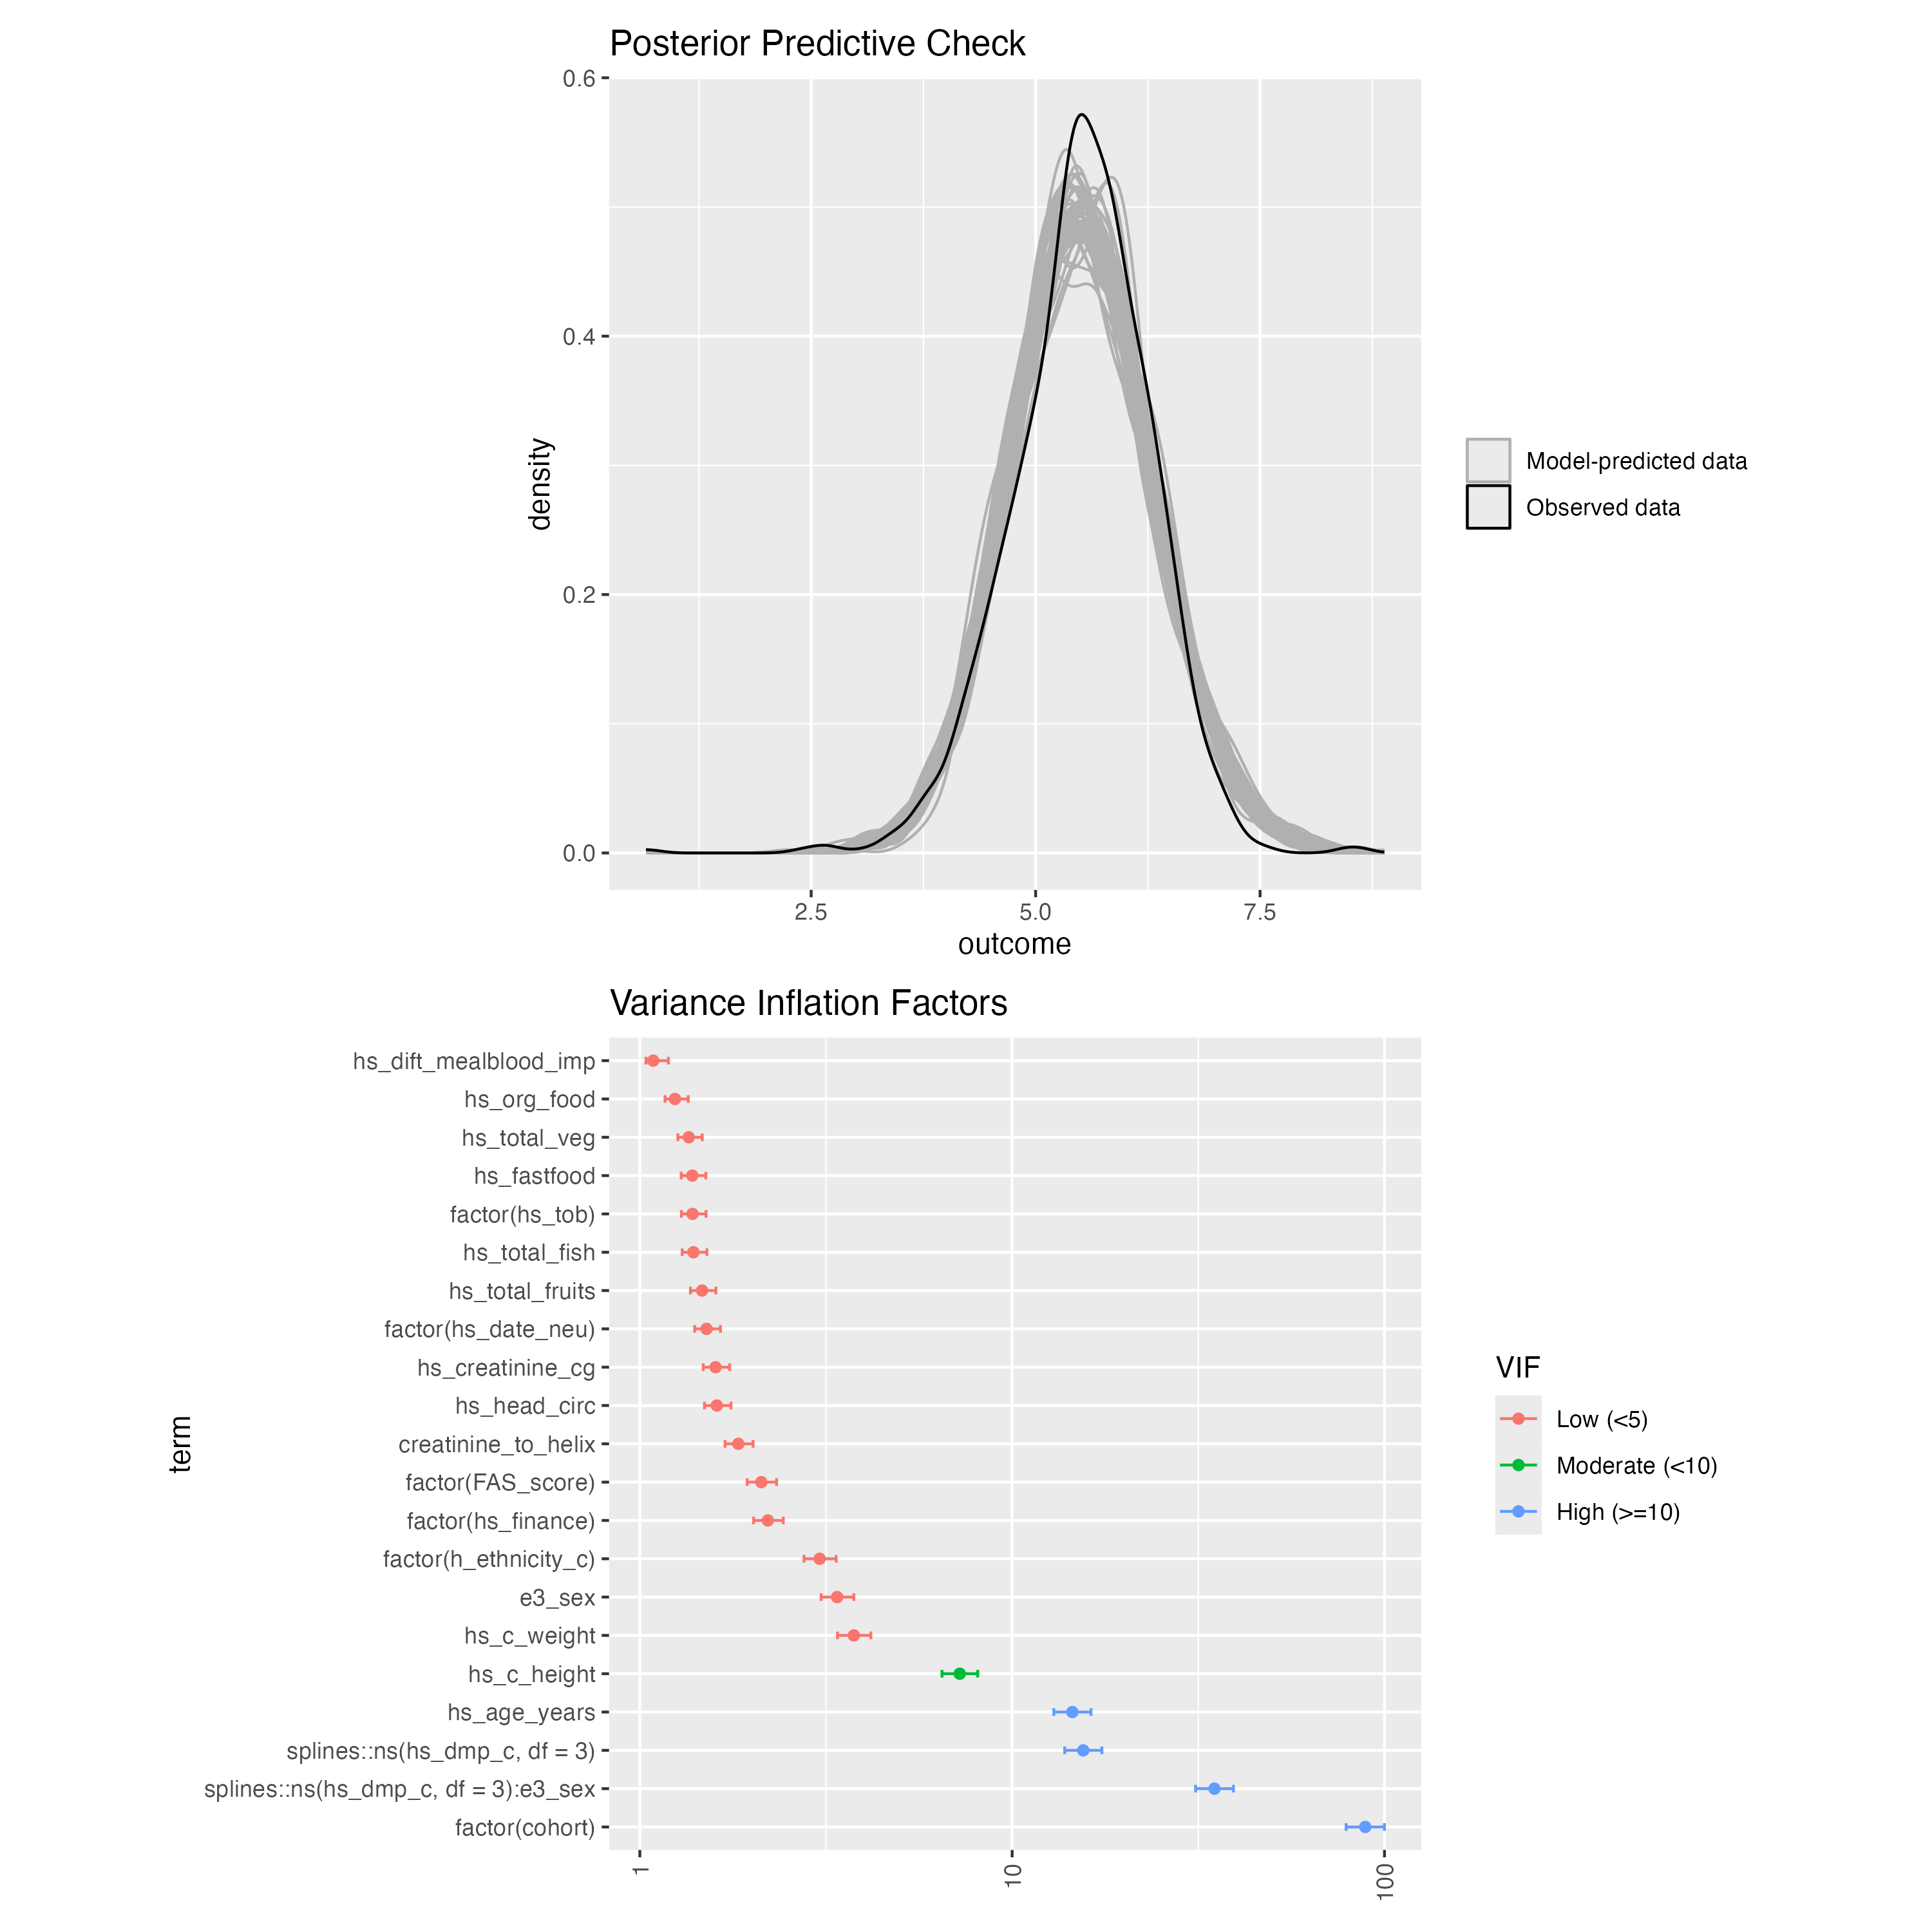 Posterior Predictive Check
0.6
0.4
0.2
0.0
density
2.5 5.0 7.5
outcome
Model-predicted data
Observed data
Variance Inflation Factors
term
hs_dift_mealblood_imp
hs_org_food
hs_total_veg
hs_fastfood
factor(hs_tob)
hs_total_fish
hs_total_fruits
factor(hs_date_neu)
hs_creatinine_cg
hs_head_circ
creatinine_to_helix
factor(FAS_score)
factor(hs_finance)
factor(h_ethnicity_c)
e3_sex
hs_c_weight
hs_c_height
hs_age_years
splines::ns(hs_dmp_c, df = 3)
splines::ns(hs_dmp_c, df = 3):e3_sex
factor(cohort)
1 10 100
VIF
Low (<5)
Moderate (<10)
High (>=10)